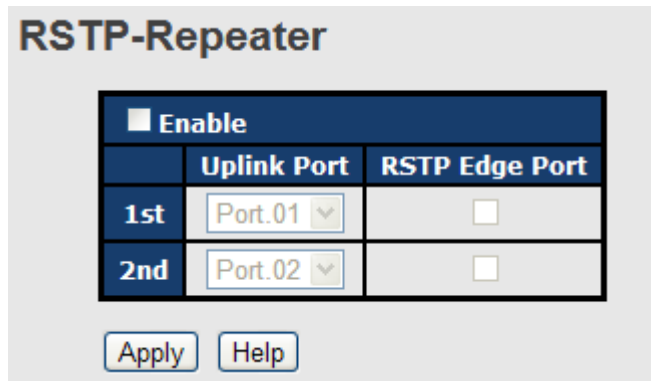 RSTP-Repeater
Enable
Uplink Port RSTP Edge Port
1st Port.01
2nd Port.02
Apply Help